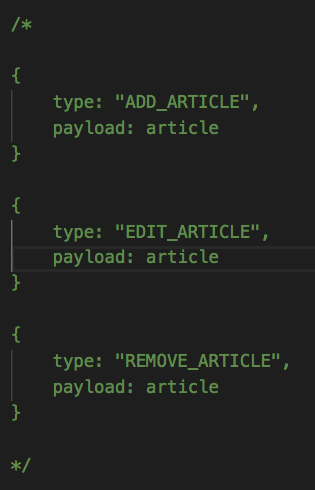 /*
{
type: "ADD_ARTICLE",
payload: article
}
{
type: "EDIT_ARTICLE",
payload: article
}
{
type: "REMOVE_ARTICLE",
payload: article
}
*/